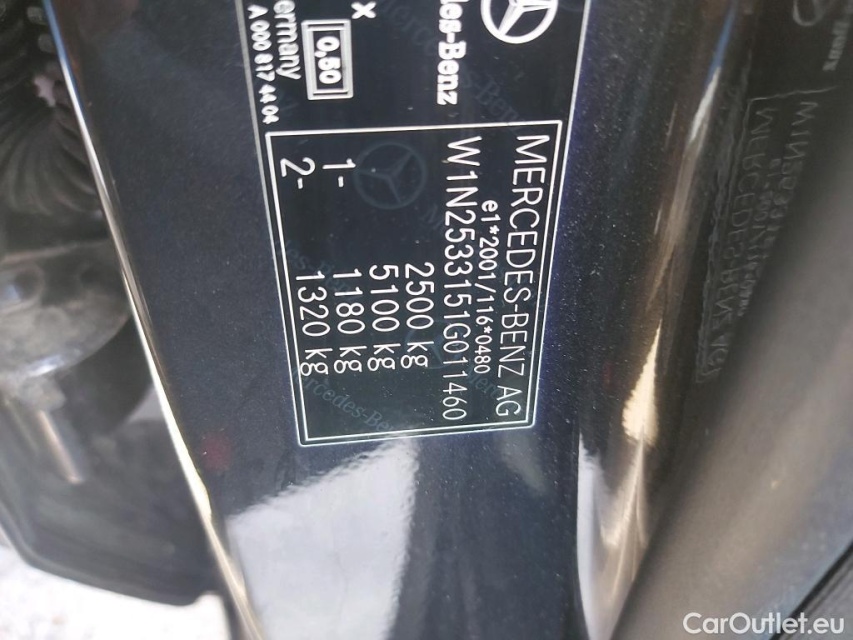 des-Benz
x
0,50
ermany
A 000 817 44 04
MERCEDES-BENZ AG
e1*2001/116*0480
W1N2533151G011460
2500 kg
5100 kg
1- 1180 kg
2- 1320 kg
CarOutlet.eu